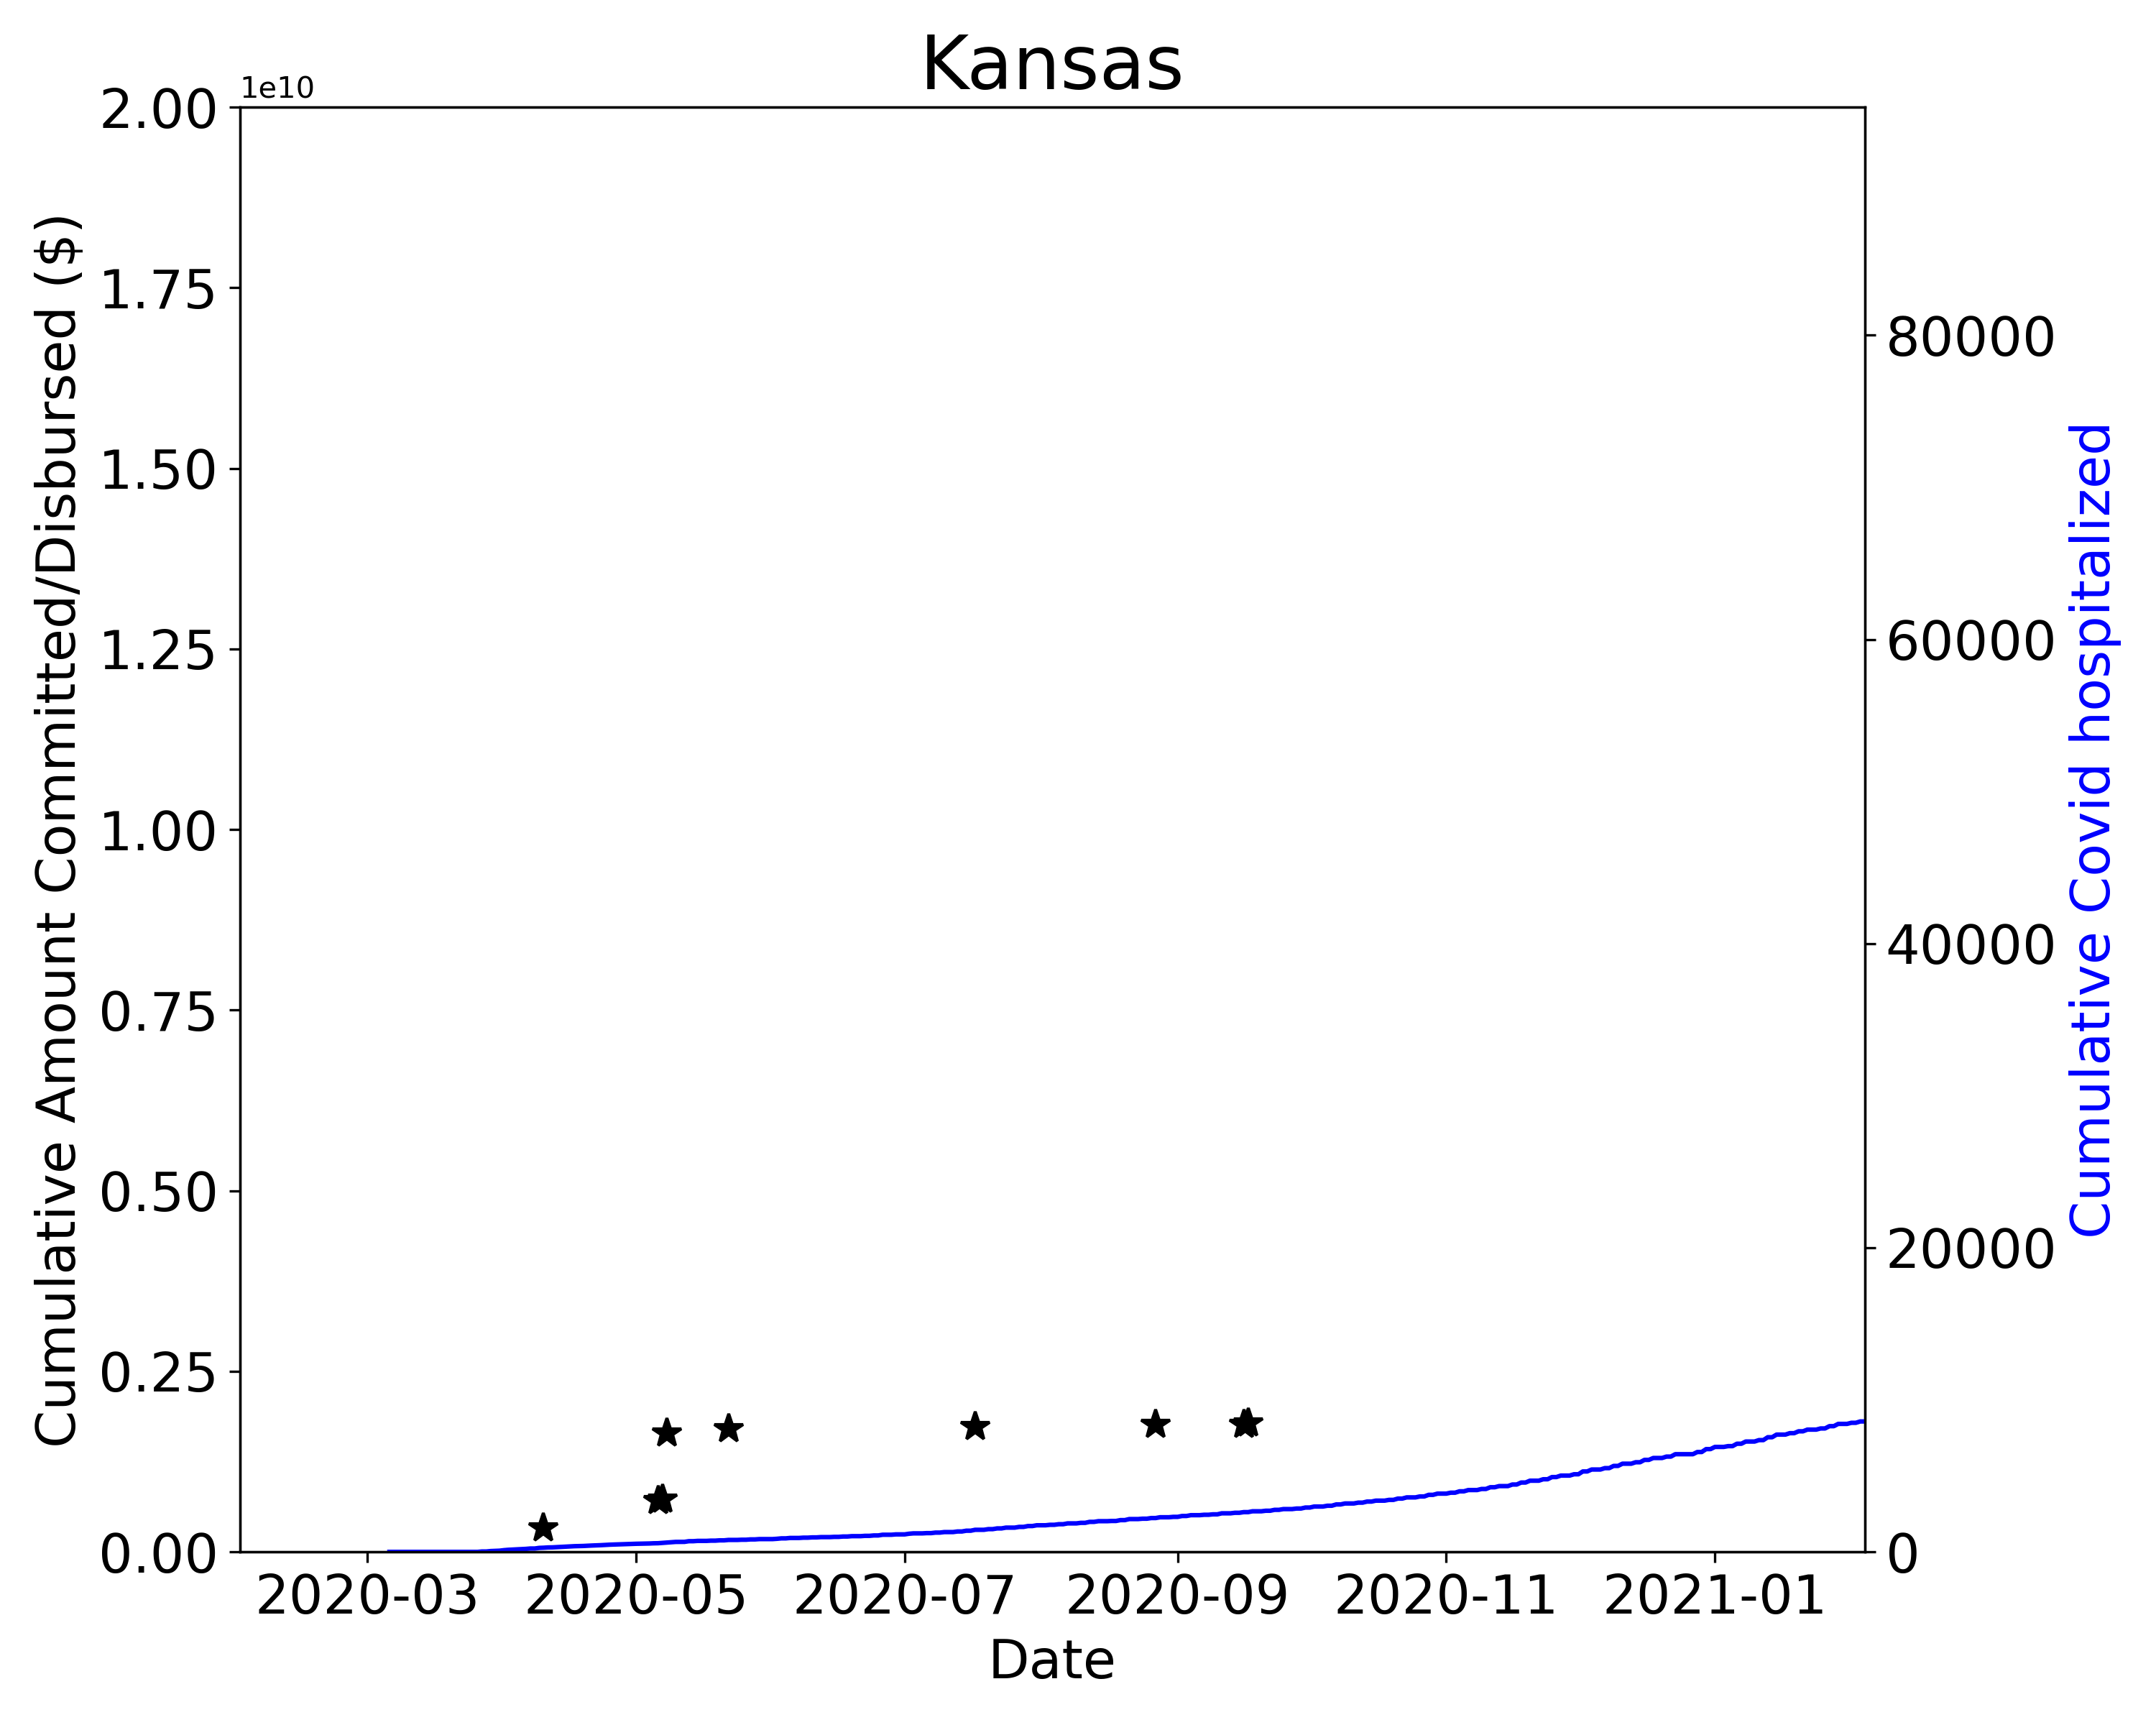 Kansas
1e10
2.00
1.75
1.50
1.25
1.00
0.75
0.50
0.25
0.00
Cumulative Amount Committed/Disbursed ($)
80000
60000
40000
20000
0
Cumulative Covid hospitalized
2020-03 2020-05 2020-07 2020-09 2020-11 2021-01
Date